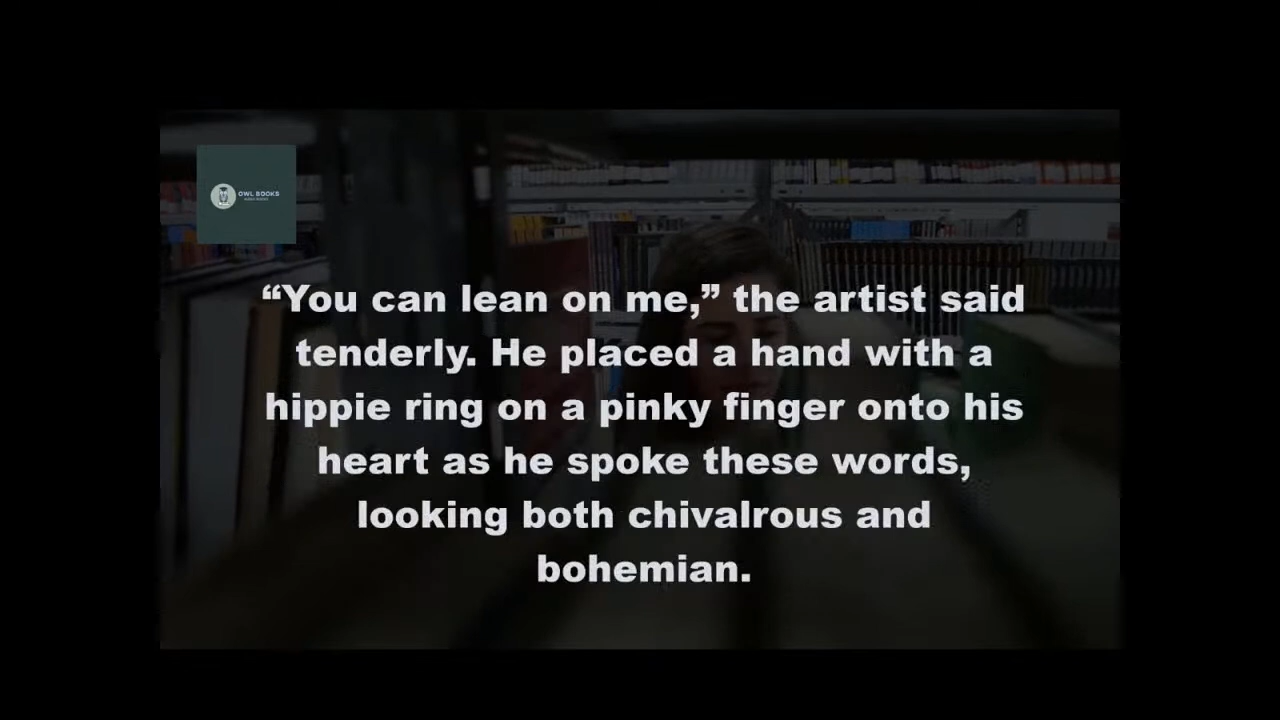 OWL BOOKS
“You can lean on me,” the artist said
tenderly. He placed a hand with a
hippie ring on a pinky finger onto his
heart as he spoke these words,
looking both chivalrous and
bohemian.